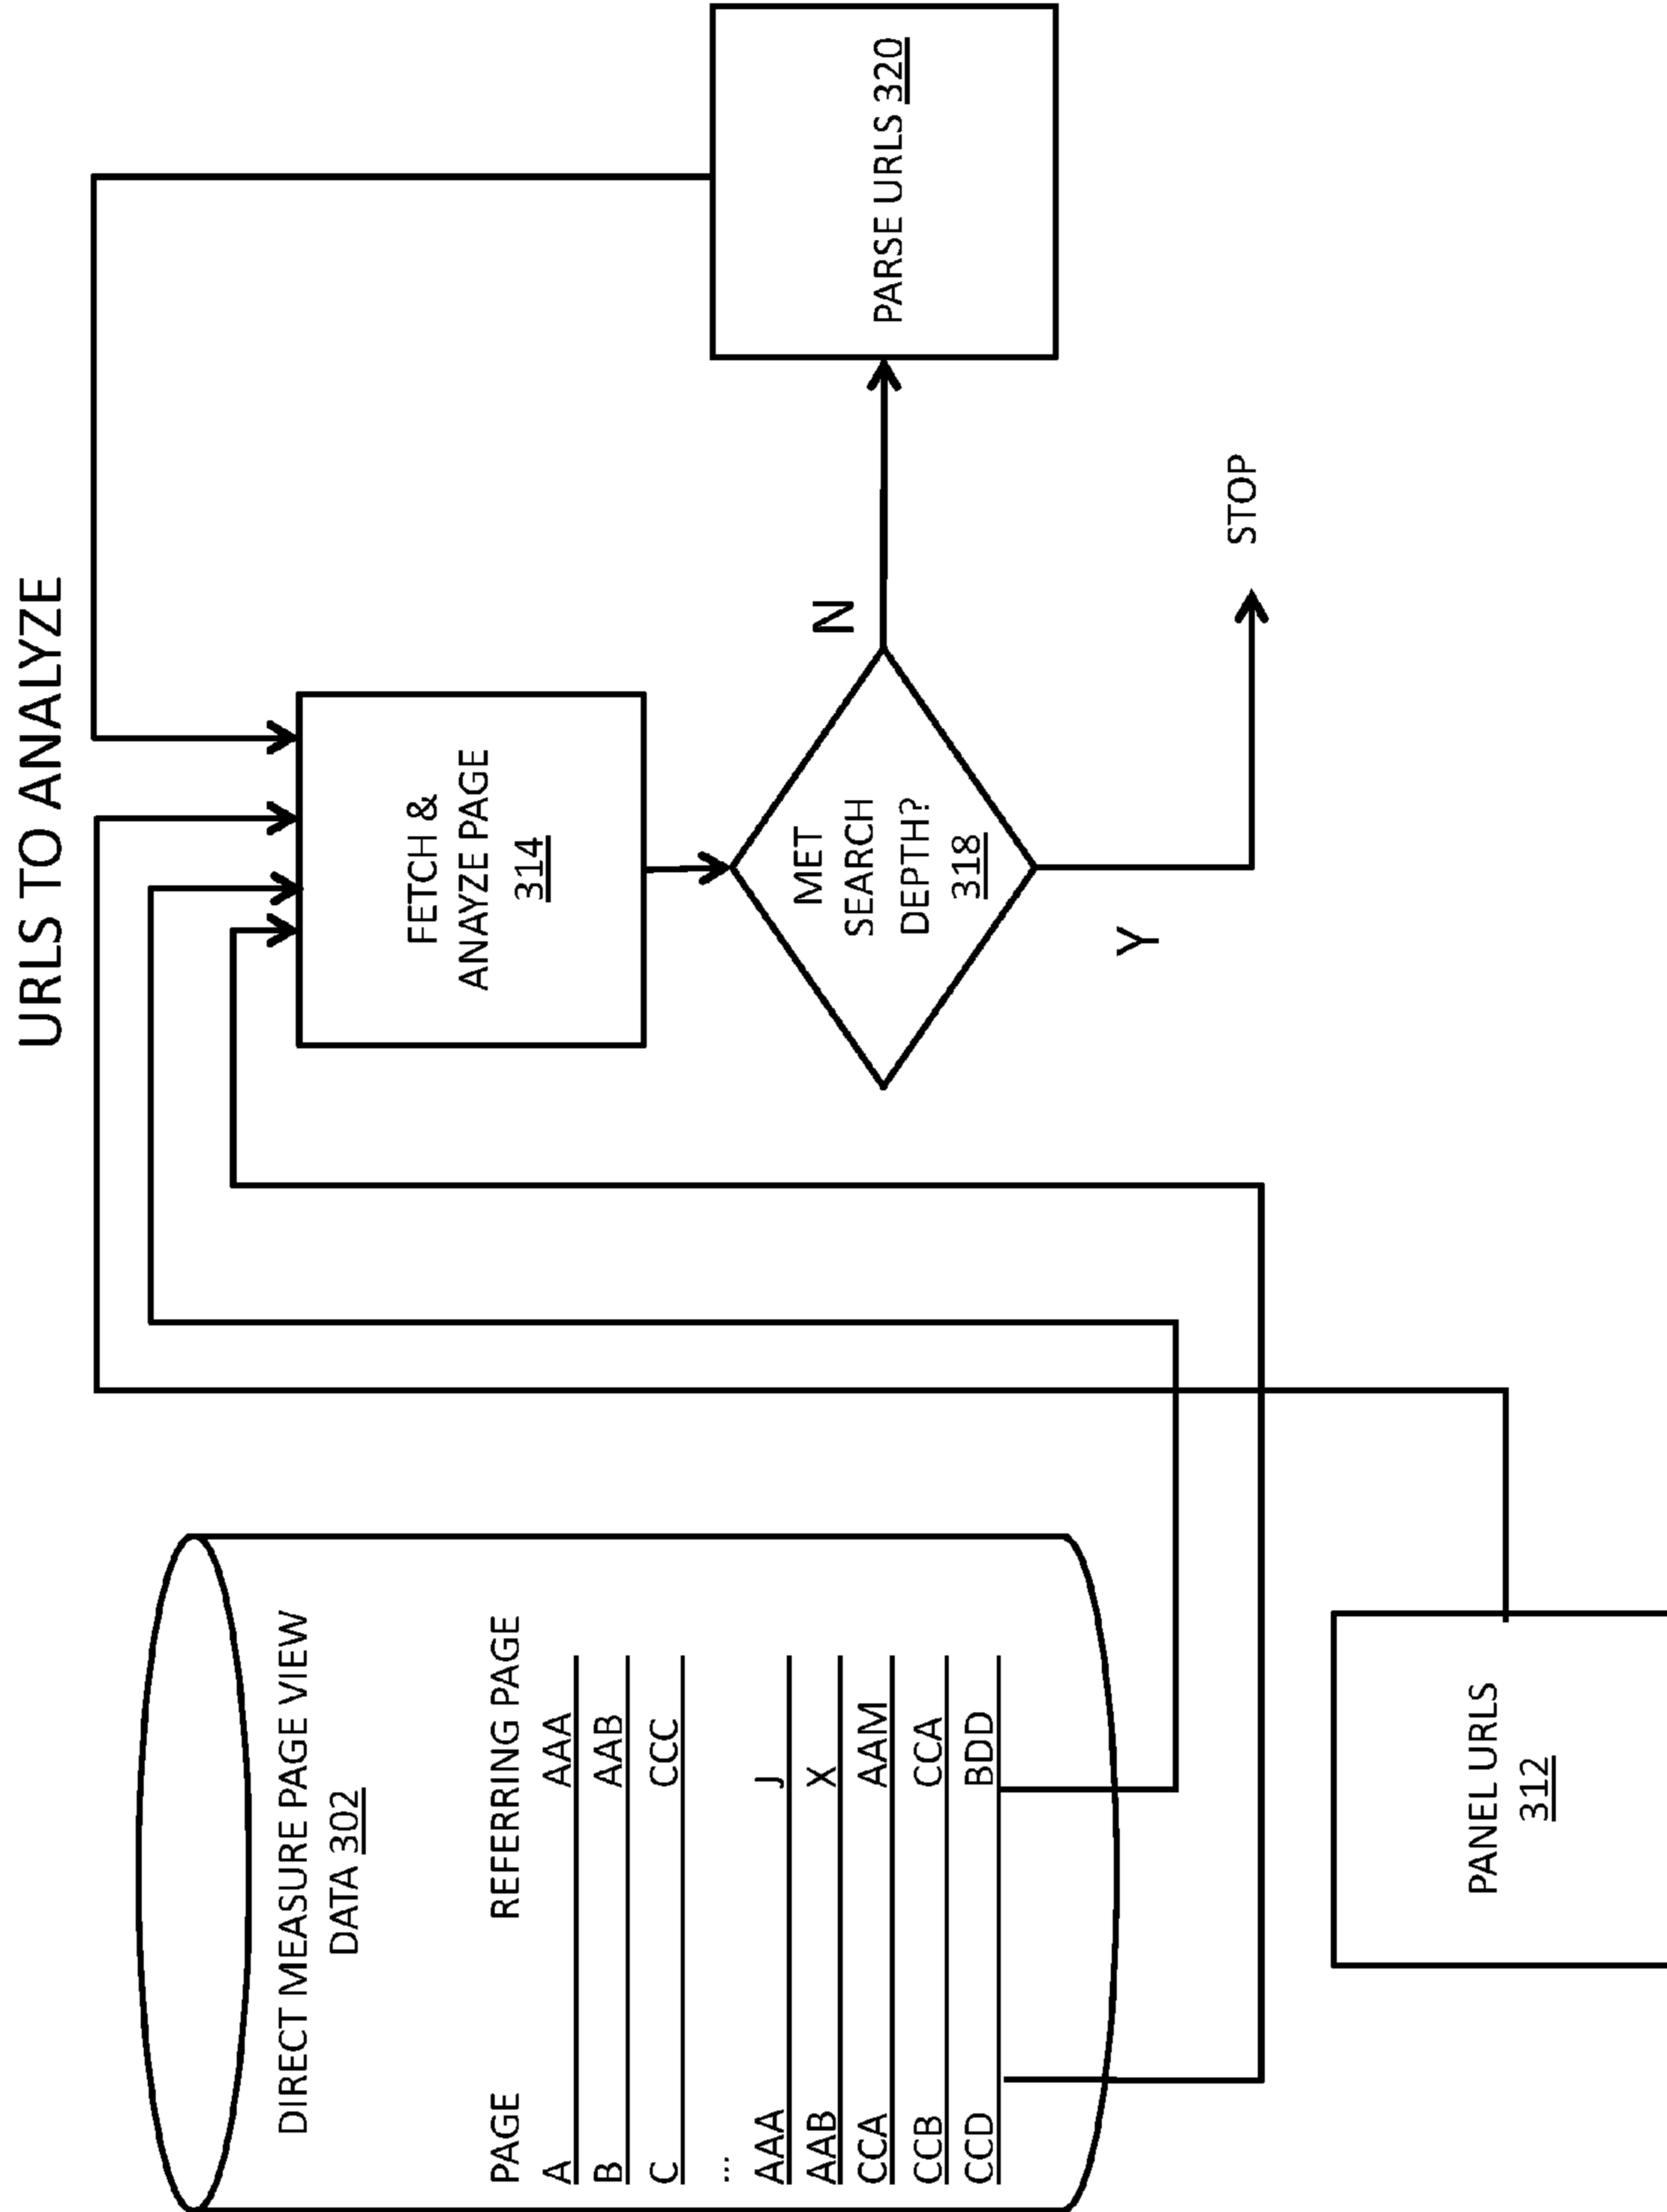 URLS TO ANALYZE
DIRECT MEASURE PAGE VIEW
DATA 302
PAGE REFERRING PAGE
A AAA
B AAB
C CCC
...
AAA J
AAB X
CCA AAM
CCB CCA
CCD BDD
PANEL URLS
312
FETCH &
ANAYZE PAGE
314
MET
SEARCH
DEPTH?
318
N
Y
STOP
PARSE URLS 320